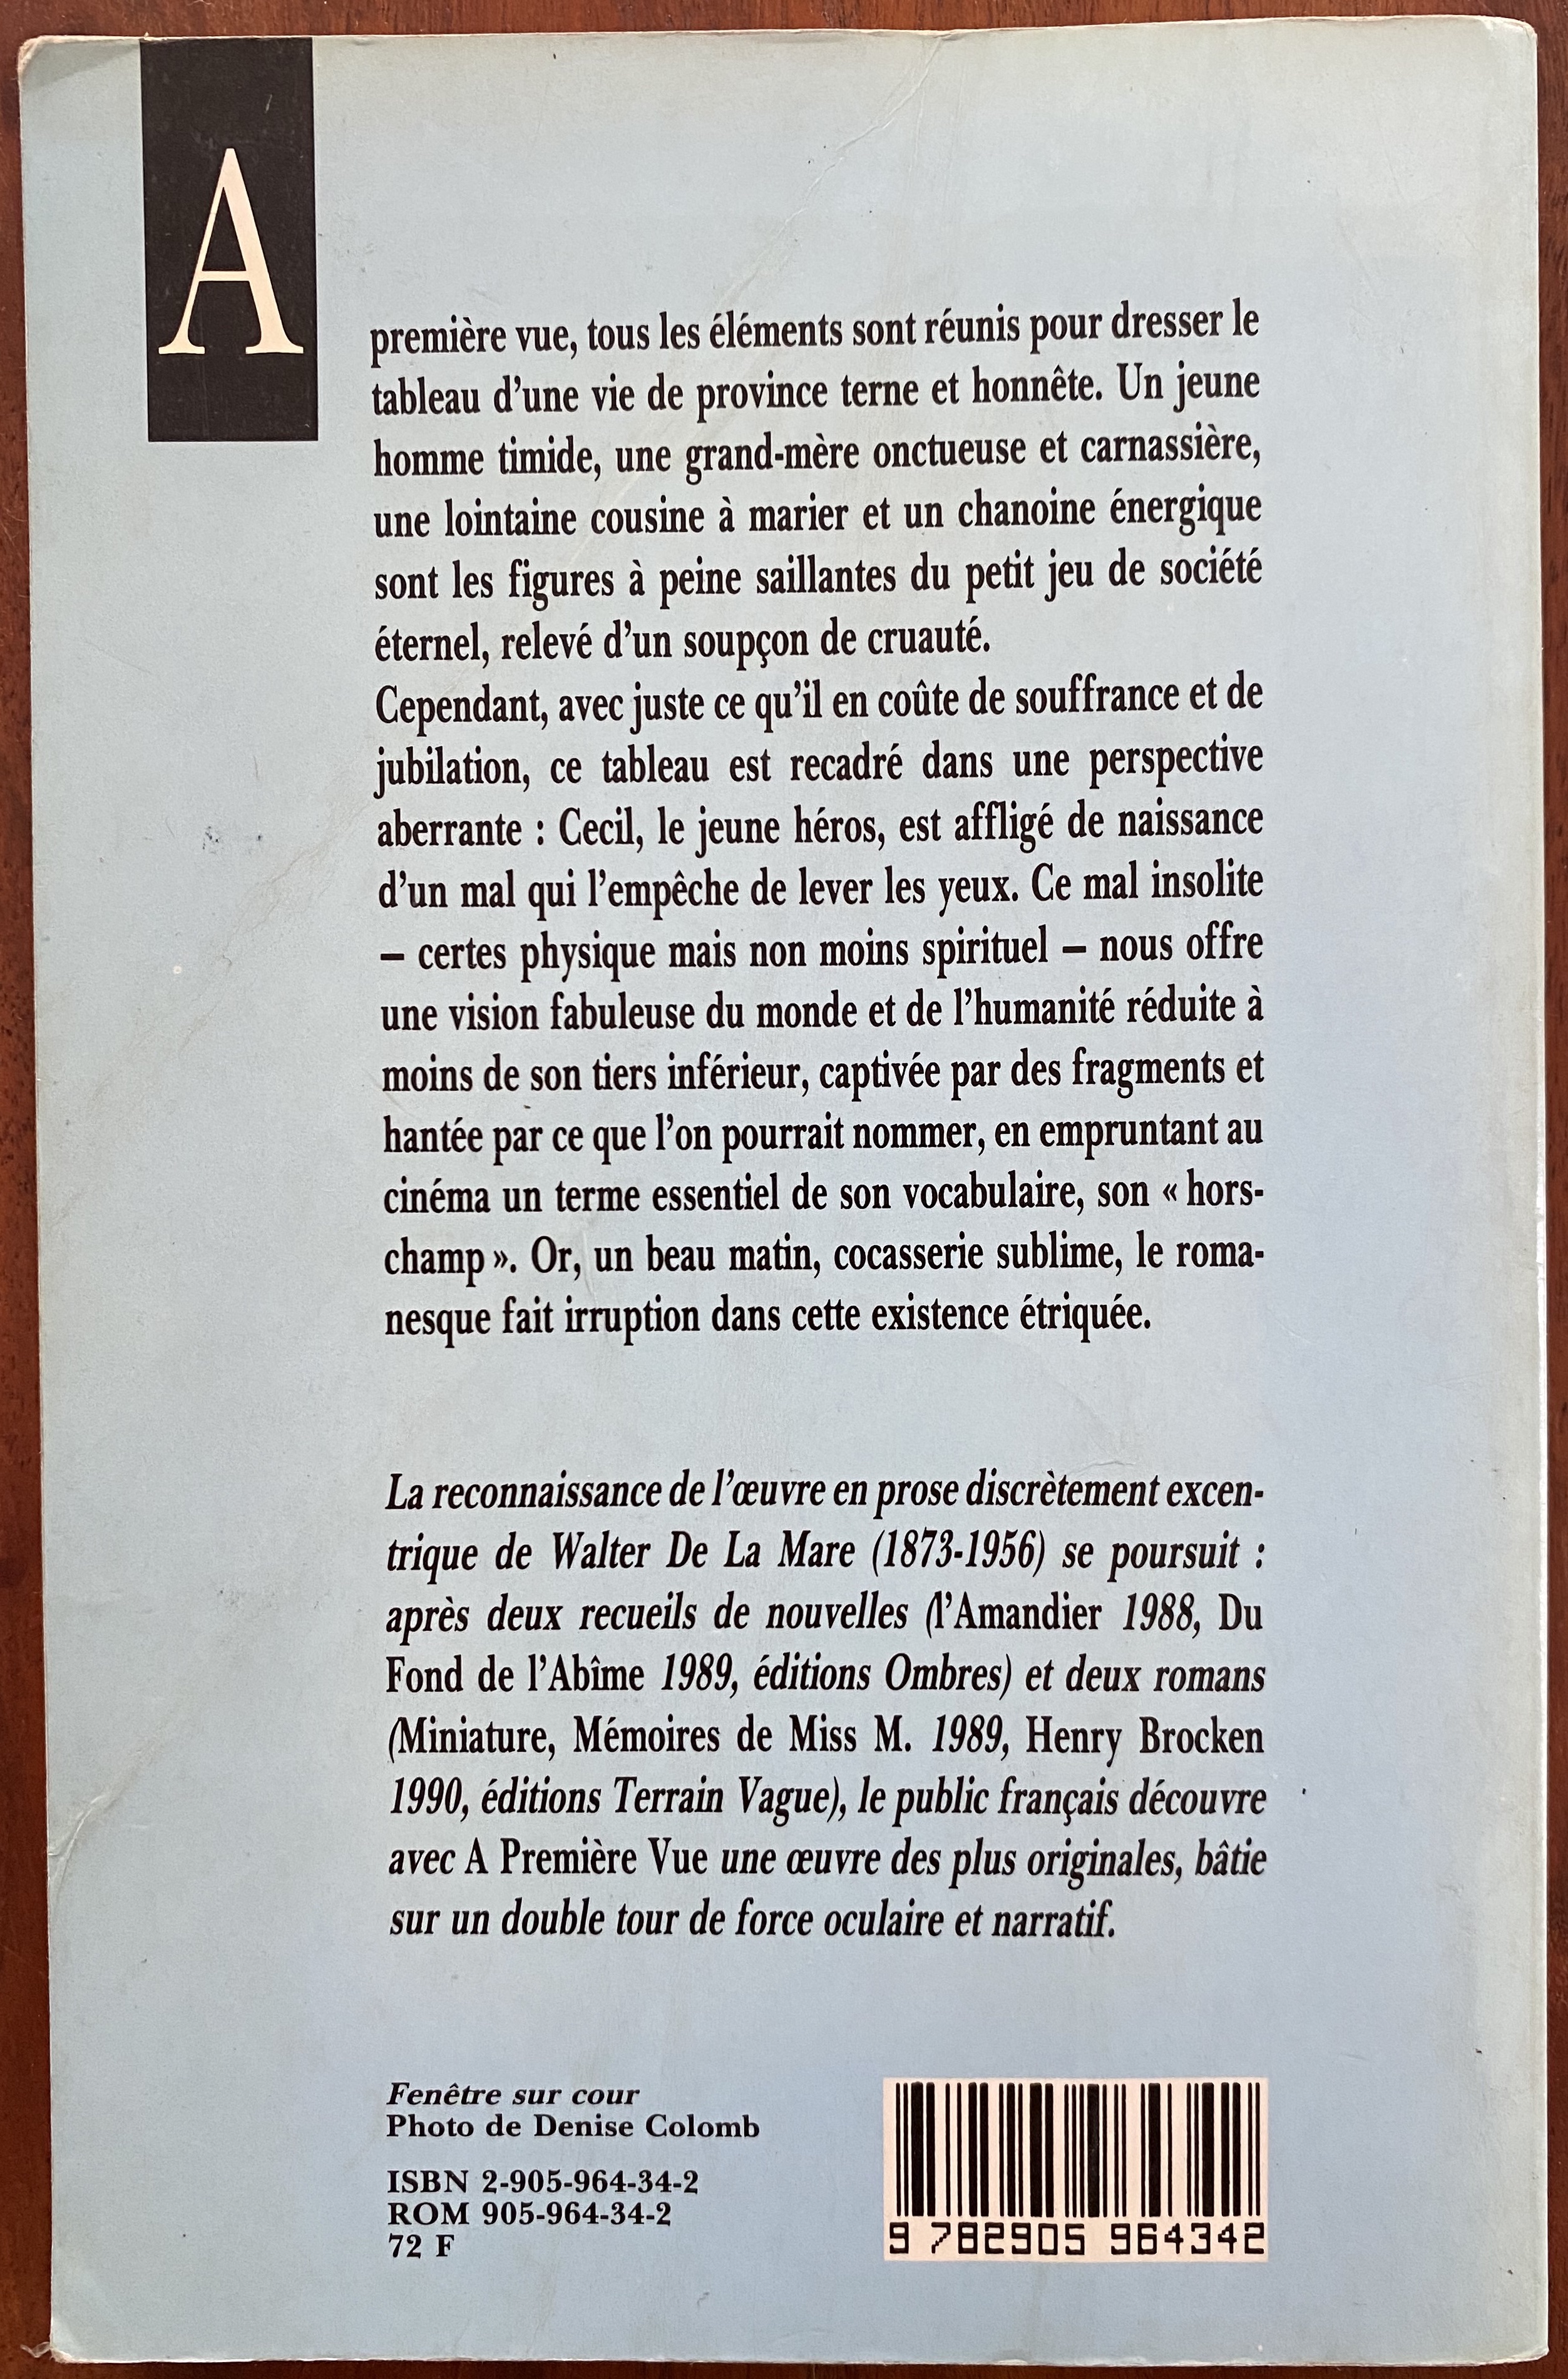 A
première vue, tous les éléments sont réunis pour dresser le
tableau d'une vie de province terne et honnête. Un jeune
homme timide, une grand-mère onctueuse et carnassière,
une lointaine cousine à marier et un chanoine énergique
sont les figures à peine saillantes du petit jeu de société
éternel, relevé d'un soupçon de cruauté.
Cependant, avec juste ce qu'il en coûte de souffrance et de
jubilation, ce tableau est recadré dans une perspective
aberrante : Cecil, le jeune héros, est affligé de naissance
d'un mal qui l'empêche de lever les yeux. Ce mal insolite
– certes physique mais non moins spirituel – nous offre
une vision fabuleuse du monde et de l'humanité réduite à
moins de son tiers inférieur, captivée par des fragments et
hantée par ce que l'on pourrait nommer, en empruntant au
cinéma un terme essentiel de son vocabulaire, son « hors-
champ ». Or, un beau matin, cocasserie sublime, le roma-
nesque fait irruption dans cette existence étriquée.
La reconnaissance de l'œuvre en prose discrètement excen-
trique de Walter De La Mare (1873-1956) se poursuit :
après deux recueils de nouvelles (l'Amandier 1988, Du
Fond de l'Abîme 1989, éditions Ombres) et deux romans
(Miniature, Mémoires de Miss M. 1989, Henry Brocken
1990, éditions Terrain Vague), le public français découvre
avec A Première Vue une œuvre des plus originales, bâtie
sur un double tour de force oculaire et narratif.
Fenêtre sur cour
Photo de Denise Colomb
ISBN 2-905-964-34-2
ROM 905-964-34-2
72 F
9 782905 964342